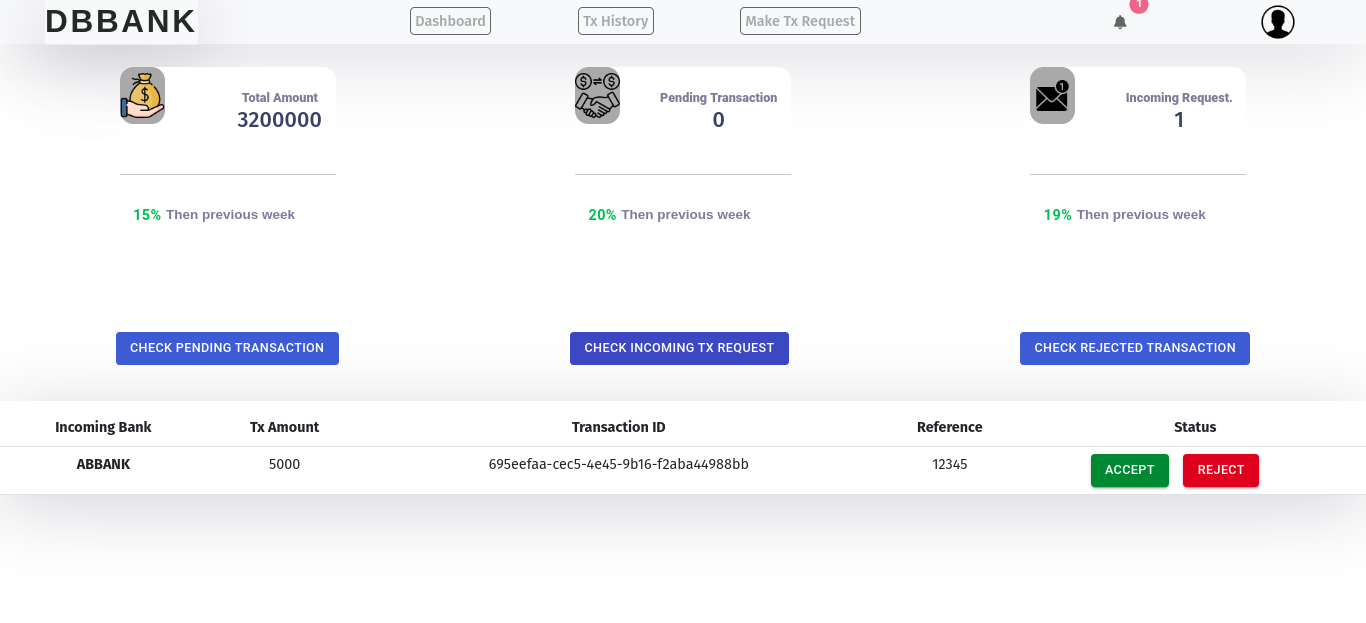 DBBANK
Dashboard
Tx History
Make Tx Request
1
Total Amount
3200000
Pending Transaction
0
1
Incoming Request.
1
15% Then previous week
20% Then previous week
19% Then previous week
CHECK PENDING TRANSACTION
CHECK INCOMING TX REQUEST
CHECK REJECTED TRANSACTION
Incoming Bank Tx Amount Transaction ID Reference Status
ABBANK 5000 695eefaa-cec5-4e45-9b16-f2aba44988bb 12345 ACCEPT REJECT